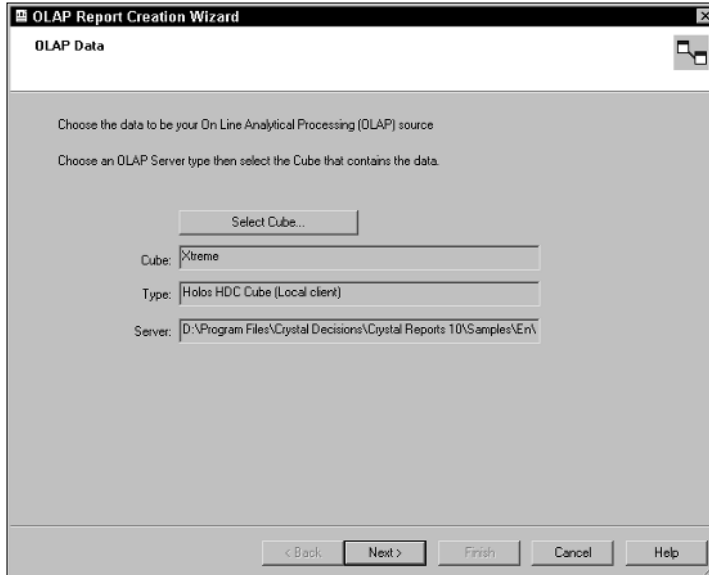 OLAP Report Creation Wizard
OLAP Data
Choose the data to be your On Line Analytical Processing (OLAP) source
Choose an OLAP Server type then select the Cube that contains the data.
Select Cube...
Cube: Xtreme
Type: Holos HDC Cube (Local client)
Server: D:\Program Files\Crystal Decisions\Crystal Reports 10\Samples\En\
< Back Next > Finish Cancel Help